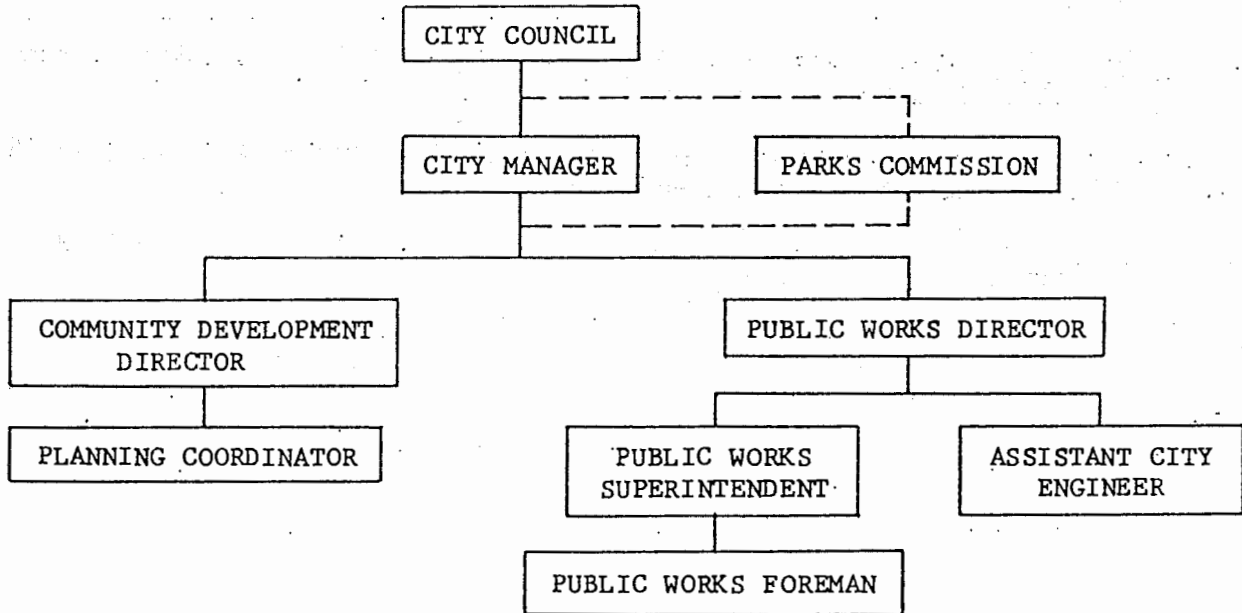 CITY COUNCIL
CITY MANAGER
PARKS COMMISSION
COMMUNITY DEVELOPMENT
DIRECTOR
PUBLIC WORKS DIRECTOR
PLANNING COORDINATOR
PUBLIC WORKS
SUPERINTENDENT
ASSISTANT CITY
ENGINEER
PUBLIC WORKS FOREMAN